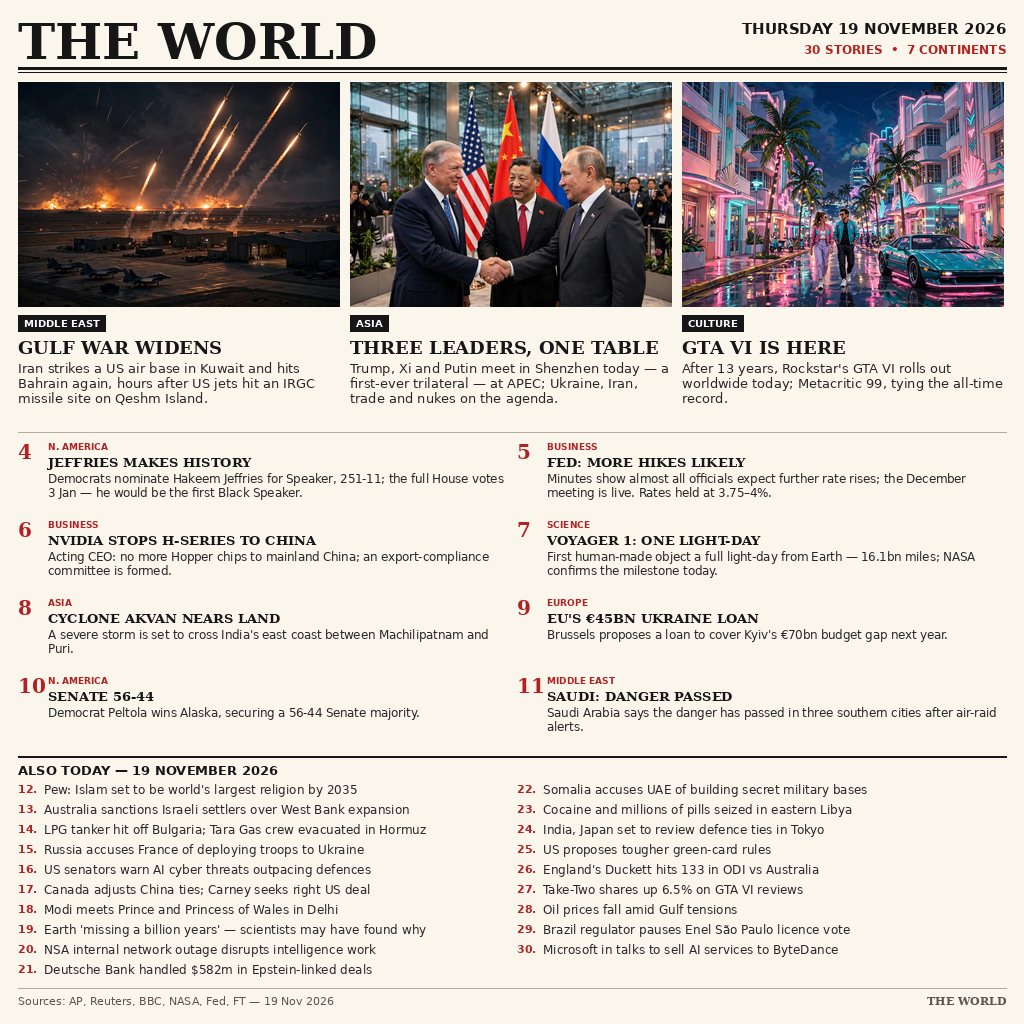 THE WORLD
THURSDAY 19 NOVEMBER 2026
30 STORIES • 7 CONTINENTS
MIDDLE EAST
GULF WAR WIDENS
Iran strikes a US air base in Kuwait and hits
Bahrain again, hours after US jets hit an IRGC
missile site on Qeshm Island.
ASIA
THREE LEADERS, ONE TABLE
Trump, Xi and Putin meet in Shenzhen today — a
first-ever trilateral — at APEC; Ukraine, Iran,
trade and nukes on the agenda.
CULTURE
GTA VI IS HERE
After 13 years, Rockstar's GTA VI rolls out
worldwide today; Metacritic 99, tying the all-time
record.
4
N. AMERICA
JEFFRIES MAKES HISTORY
Democrats nominate Hakeem Jeffries for Speaker, 251-11; the full House votes
3 Jan — he would be the first Black Speaker.
5
BUSINESS
FED: MORE HIKES LIKELY
Minutes show almost all officials expect further rate rises; the December
meeting is live. Rates held at 3.75–4%.
6
BUSINESS
NVIDIA STOPS H-SERIES TO CHINA
Acting CEO: no more Hopper chips to mainland China; an export-compliance
committee is formed.
7
SCIENCE
VOYAGER 1: ONE LIGHT-DAY
First human-made object a full light-day from Earth — 16.1bn miles; NASA
confirms the milestone today.
8
ASIA
CYCLONE AKVAN NEARS LAND
A severe storm is set to cross India's east coast between Machilipatnam and
Puri.
9
EUROPE
EU'S €45BN UKRAINE LOAN
Brussels proposes a loan to cover Kyiv's €70bn budget gap next year.
10
N. AMERICA
SENATE 56-44
Democrat Peltola wins Alaska, securing a 56-44 Senate majority.
11
MIDDLE EAST
SAUDI: DANGER PASSED
Saudi Arabia says the danger has passed in three southern cities after air-raid
alerts.
ALSO TODAY — 19 NOVEMBER 2026
12. Pew: Islam set to be world's largest religion by 2035
13. Australia sanctions Israeli settlers over West Bank expansion
14. LPG tanker hit off Bulgaria; Tara Gas crew evacuated in Hormuz
15. Russia accuses France of deploying troops to Ukraine
16. US senators warn AI cyber threats outpacing defences
17. Canada adjusts China ties; Carney seeks right US deal
18. Modi meets Prince and Princess of Wales in Delhi
19. Earth 'missing a billion years' — scientists may have found why
20. NSA internal network outage disrupts intelligence work
21. Deutsche Bank handled $582m in Epstein-linked deals
22. Somalia accuses UAE of building secret military bases
23. Cocaine and millions of pills seized in eastern Libya
24. India, Japan set to review defence ties in Tokyo
25. US proposes tougher green-card rules
26. England's Duckett hits 133 in ODI vs Australia
27. Take-Two shares up 6.5% on GTA VI reviews
28. Oil prices fall amid Gulf tensions
29. Brazil regulator pauses Enel São Paulo licence vote
30. Microsoft in talks to sell AI services to ByteDance
Sources: AP, Reuters, BBC, NASA, Fed, FT — 19 Nov 2026
THE WORLD